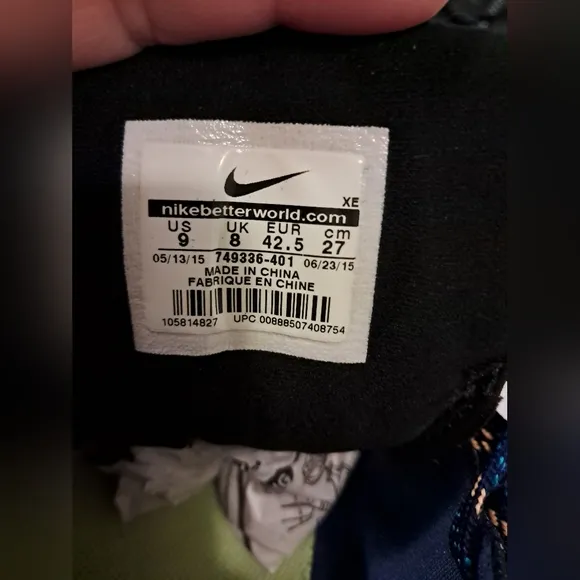 XE
nikebetterworld.com
US UK EUR cm
9 8 42.5 27
05/13/15 749336-401 06/23/15
MADE IN CHINA
FABRIQUE EN CHINE
105814827 UPC 00888507408754